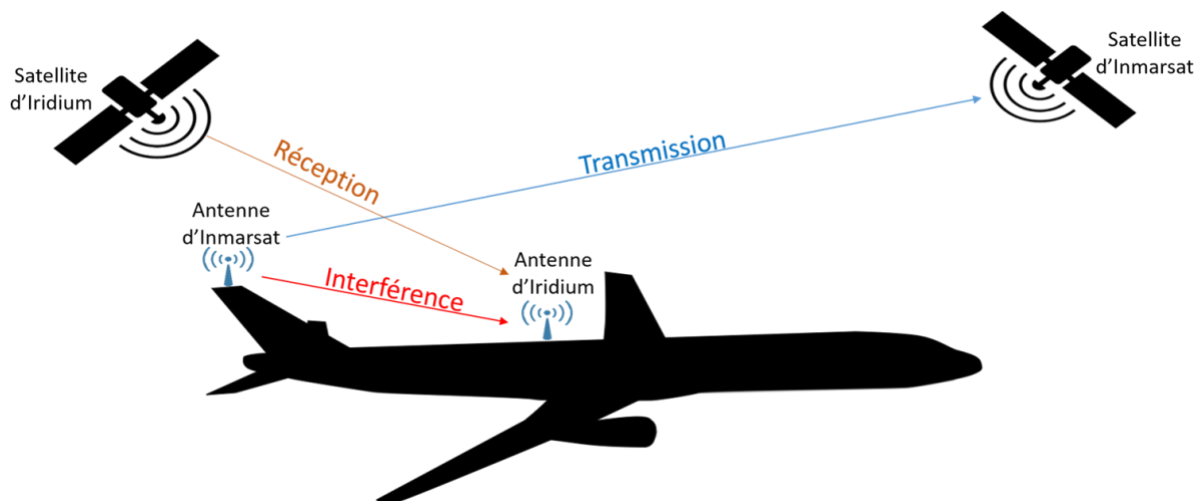 Satellite
d'Iridium
Satellite
d'Inmarsat
Réception
Transmission
Antenne
d'Inmarsat
Antenne
d'Iridium
Interférence